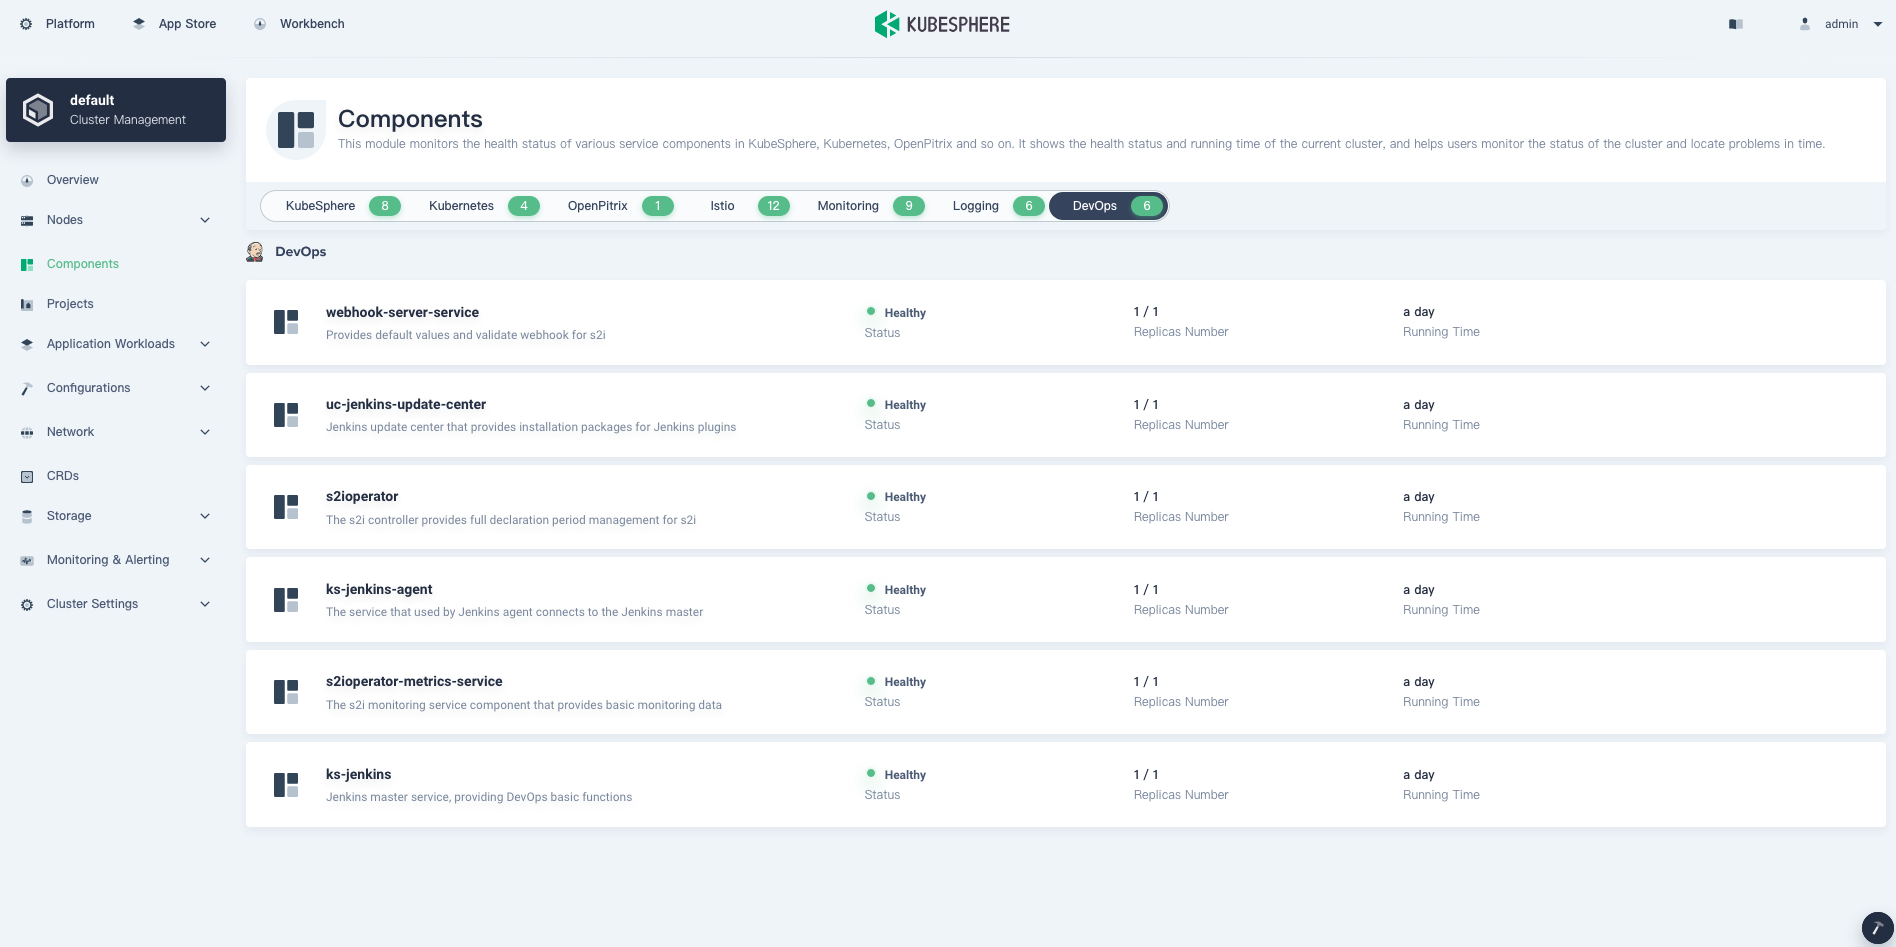 Platform
App Store
Workbench
KUBESPHERE
admin
default
Cluster Management
Overview
Nodes
Components
Projects
Application Workloads
Configurations
Network
CRDs
Storage
Monitoring & Alerting
Cluster Settings
Components
This module monitors the health status of various service components in KubeSphere, Kubernetes, OpenPitrix and so on. It shows the health status and running time of the current cluster, and helps users monitor the status of the cluster and locate problems in time.
KubeSphere 8 Kubernetes 4 OpenPitrix 1 Istio 12 Monitoring 9 Logging 6 DevOps 6
DevOps
webhook-server-service
Provides default values and validate webhook for s2i
Healthy
Status
1 / 1
Replicas Number
a day
Running Time
uc-jenkins-update-center
Jenkins update center that provides installation packages for Jenkins plugins
Healthy
Status
1 / 1
Replicas Number
a day
Running Time
s2ioperator
The s2i controller provides full declaration period management for s2i
Healthy
Status
1 / 1
Replicas Number
a day
Running Time
ks-jenkins-agent
The service that used by Jenkins agent connects to the Jenkins master
Healthy
Status
1 / 1
Replicas Number
a day
Running Time
s2ioperator-metrics-service
The s2i monitoring service component that provides basic monitoring data
Healthy
Status
1 / 1
Replicas Number
a day
Running Time
ks-jenkins
Jenkins master service, providing DevOps basic functions
Healthy
Status
1 / 1
Replicas Number
a day
Running Time